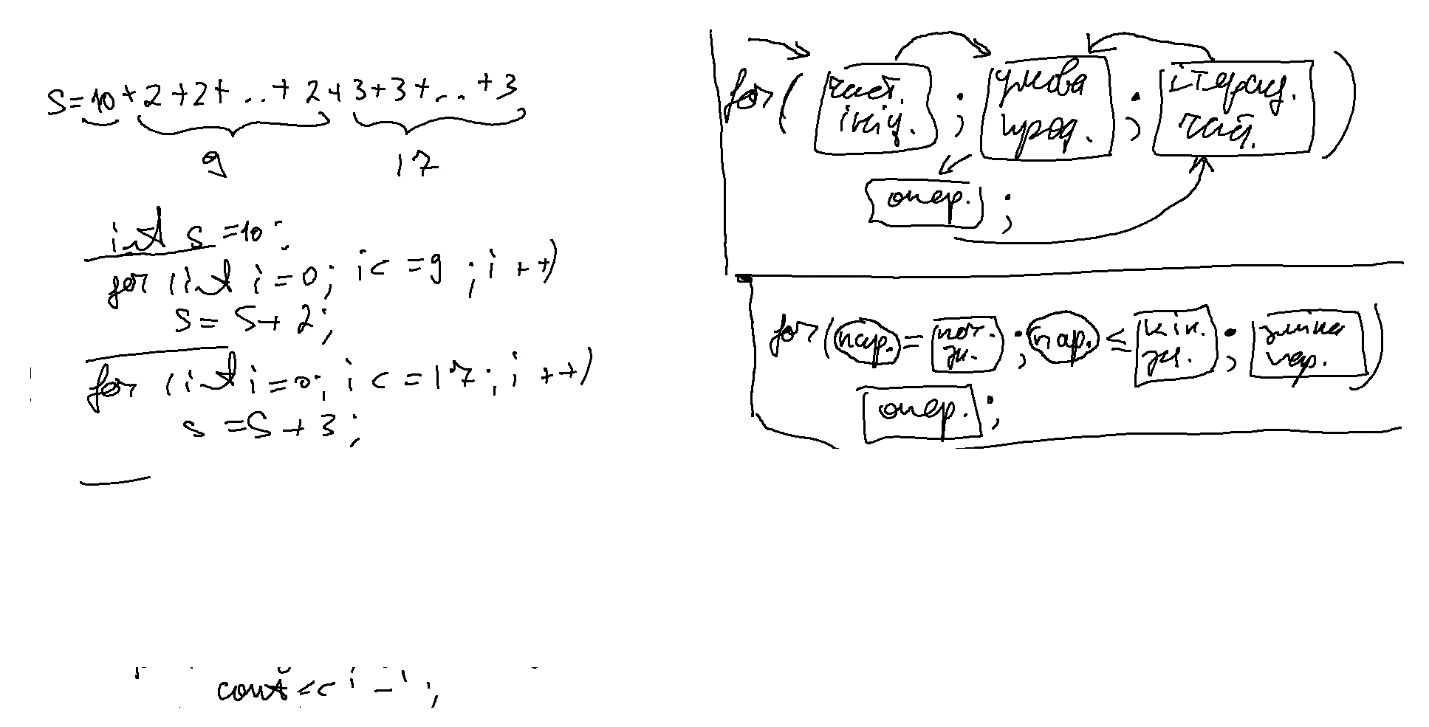 S=10+2+2+..+2+3+3+..+3
9 17
int s=10;
for (int i=0; i<=9; i++)
s=s+2;
for (int i=0; i<=17; i++)
s=s+3;
for( част. ініц. ; умова прод. ; ітерац. част. )
опер. ;
for( пар. = поч. зн. ; пар. ≤ кін. зн. ; зміна пар. )
опер. ;
cout<<i